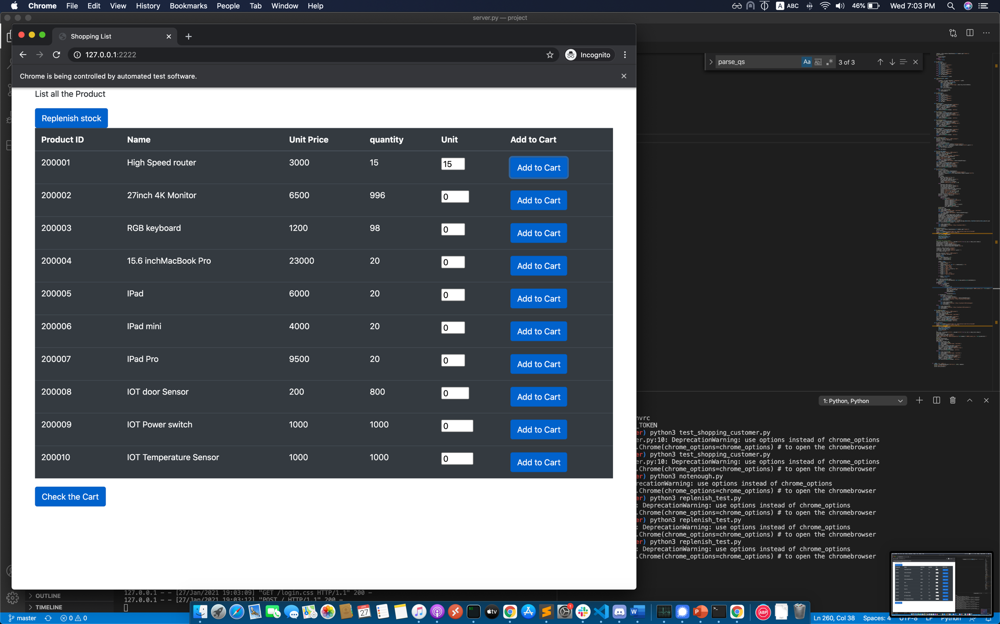 Chrome File Edit View History Bookmarks People Tab Window Help
A ABC 46% Wed 7:03 PM
server.py — project
Shopping List
127.0.0.1:2222
Incognito
parse_qs Aa Abl .* 3 of 3
Chrome is being controlled by automated test software.
List all the Product
Replenish stock
Product ID Name Unit Price quantity Unit Add to Cart
200001 High Speed router 3000 15 15 Add to Cart
200002 27inch 4K Monitor 6500 996 0 Add to Cart
200003 RGB keyboard 1200 98 0 Add to Cart
200004 15.6 inchMacBook Pro 23000 20 0 Add to Cart
200005 IPad 6000 20 0 Add to Cart
200006 IPad mini 4000 20 0 Add to Cart
200007 IPad Pro 9500 20 0 Add to Cart
200008 IOT door Sensor 200 800 0 Add to Cart
200009 IOT Power switch 1000 1000 0 Add to Cart
200010 IOT Temperature Sensor 1000 1000 0 Add to Cart
Check the Cart
1: Python, Python
nvrc
_TOKEN
er) python3 test_shopping_customer.py
er.py:10: DeprecationWarning: use options instead of chrome_options
.Chrome(chrome_options=chrome_options) # to open the chromebrowser
er) python3 test_shopping_customer.py
er.py:10: DeprecationWarning: use options instead of chrome_options
.Chrome(chrome_options=chrome_options) # to open the chromebrowser
er) python3 notenough.py
recationWarning: use options instead of chrome_options
.Chrome(chrome_options=chrome_options) # to open the chromebrowser
er) python3 replenish_test.py
: DeprecationWarning: use options instead of chrome_options
.Chrome(chrome_options=chrome_options) # to open the chromebrowser
er) python3 replenish_test.py
: DeprecationWarning: use options instead of chrome_options
.Chrome(chrome_options=chrome_options) # to open the chromebrowser
er) python3 replenish_test.py
: DeprecationWarning: use options instead of chrome_options
.Chrome(chrome_options=chrome_options) # to open the chromebrowser
OUTLINE
TIMELINE
127.0.0.1 - - [27/Jan/2021 19:03:09] "GET /login.css HTTP/1.1" 200 -
127.0.0.1 - - [27/Jan/2021 19:03:12] "POST / HTTP/1.1" 200 -
JAN
27
tv
1
W
P
ABP
TXT
master 0 0
Ln 260, Col 38 Spaces: 4 UTF-8 LF Python